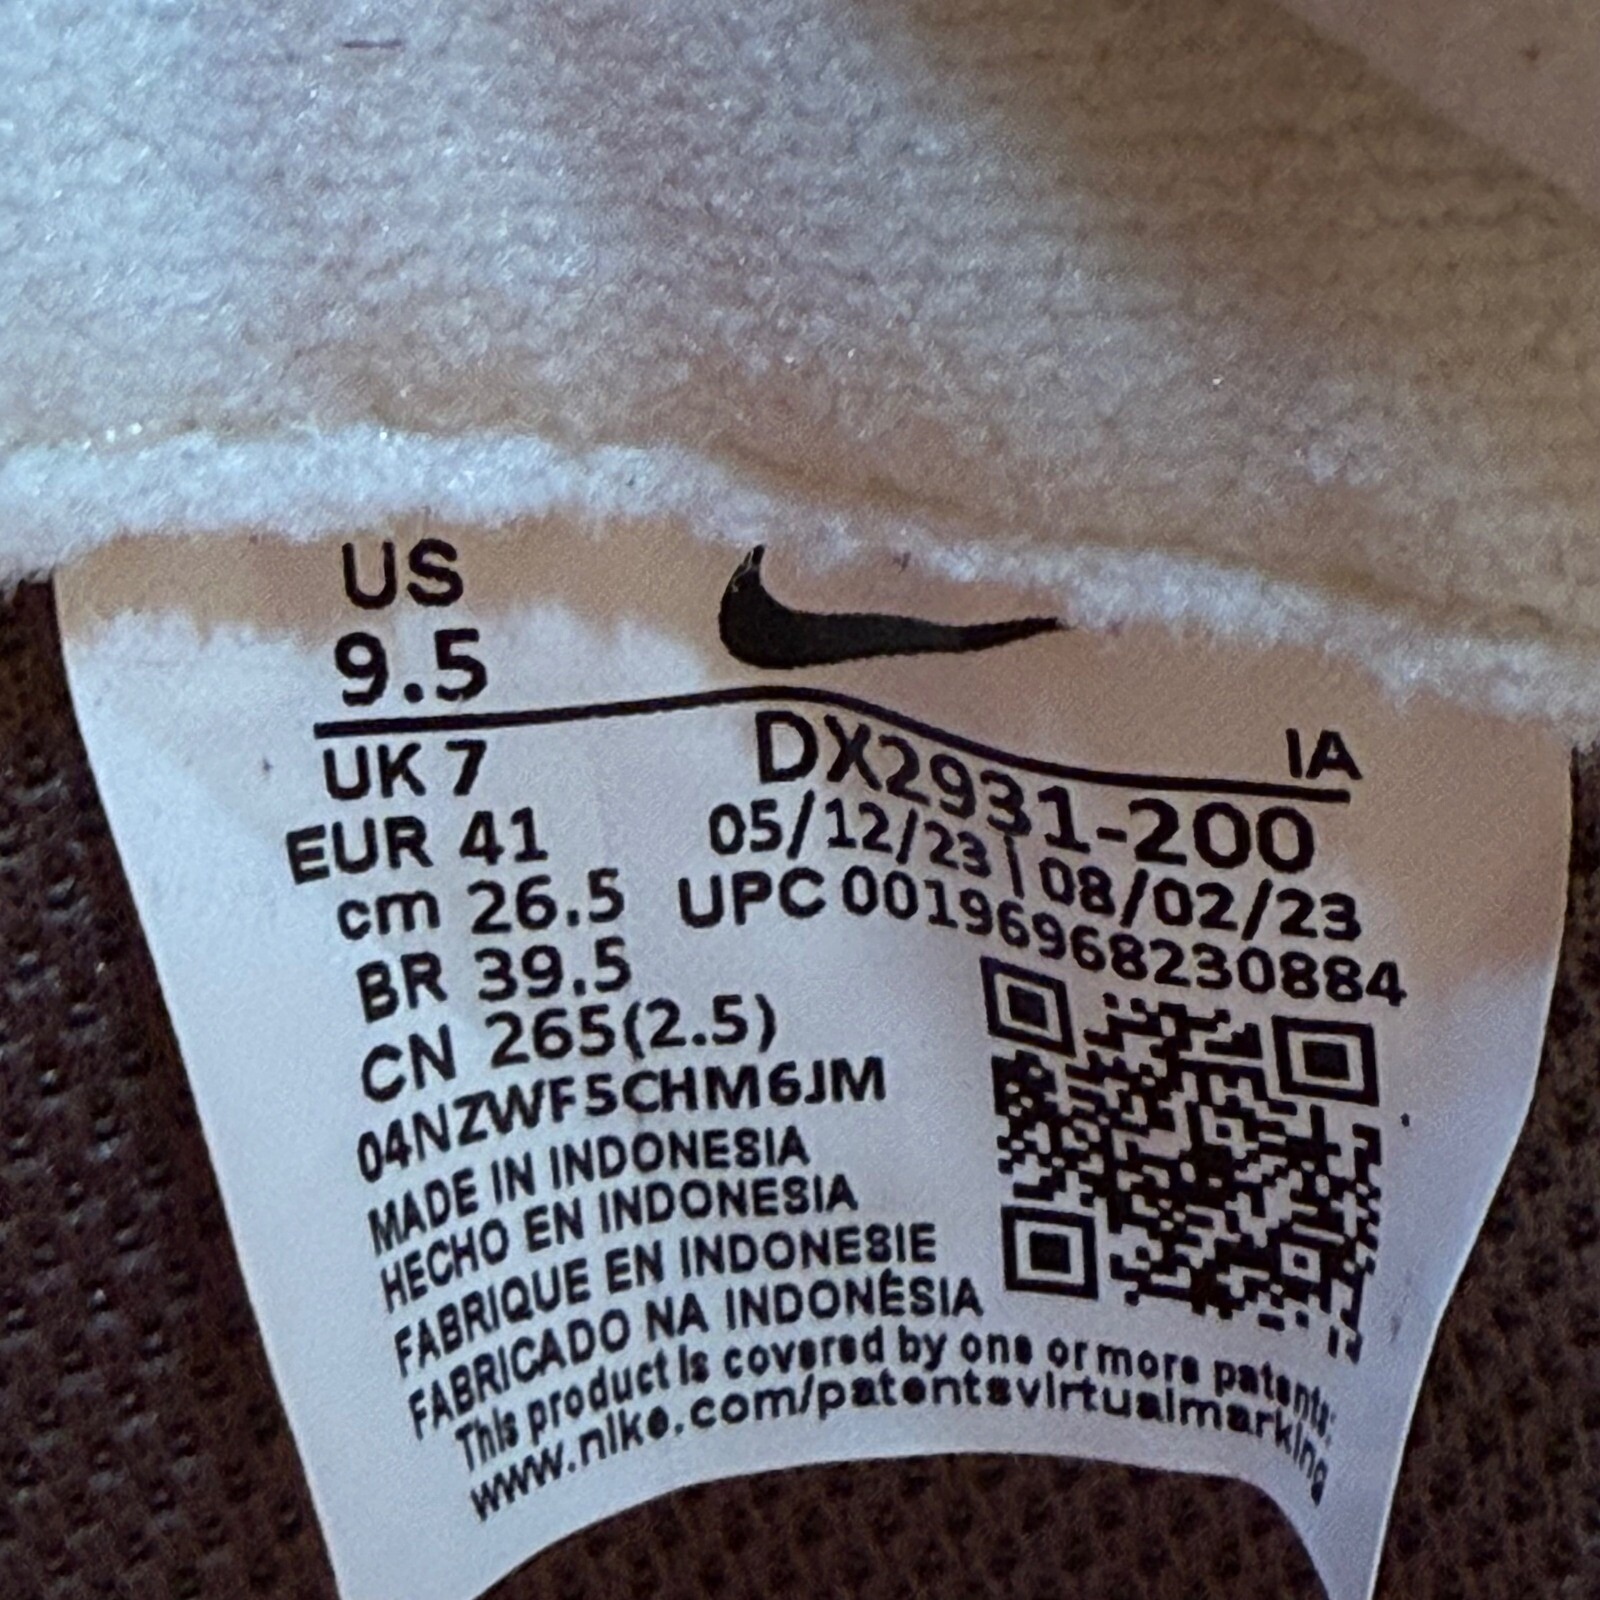 US
9.5
UK 7
EUR 41
cm 26.5
BR 39.5
CN 265(2.5)
04NZWF5CHM6JM
MADE IN INDONESIA
HECHO EN INDONESIA
FABRIQUE EN INDONESIE
FABRICADO NA INDONÉSIA
IA
DX2931-200
05/12/23 | 08/02/23
UPC 00196968230884
This product is covered by one or more patents:
www.nike.com/patentsvirtualmarking